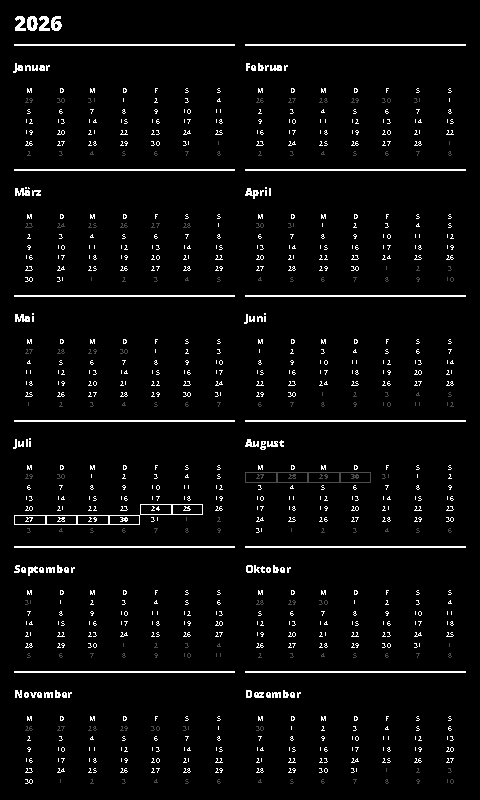 2026
Januar
M D M D F S S
29 30 31 1 2 3 4
5 6 7 8 9 10 11
12 13 14 15 16 17 18
19 20 21 22 23 24 25
26 27 28 29 30 31 1
2 3 4 5 6 7 8
Februar
M D M D F S S
26 27 28 29 30 31 1
2 3 4 5 6 7 8
9 10 11 12 13 14 15
16 17 18 19 20 21 22
23 24 25 26 27 28 1
2 3 4 5 6 7 8
März
M D M D F S S
23 24 25 26 27 28 1
2 3 4 5 6 7 8
9 10 11 12 13 14 15
16 17 18 19 20 21 22
23 24 25 26 27 28 29
30 31 1 2 3 4 5
April
M D M D F S S
30 31 1 2 3 4 5
6 7 8 9 10 11 12
13 14 15 16 17 18 19
20 21 22 23 24 25 26
27 28 29 30 1 2 3
4 5 6 7 8 9 10
Mai
M D M D F S S
27 28 29 30 1 2 3
4 5 6 7 8 9 10
11 12 13 14 15 16 17
18 19 20 21 22 23 24
25 26 27 28 29 30 31
1 2 3 4 5 6 7
Juni
M D M D F S S
1 2 3 4 5 6 7
8 9 10 11 12 13 14
15 16 17 18 19 20 21
22 23 24 25 26 27 28
29 30 1 2 3 4 5
6 7 8 9 10 11 12
Juli
M D M D F S S
29 30 1 2 3 4 5
6 7 8 9 10 11 12
13 14 15 16 17 18 19
20 21 22 23 24 25 26
27 28 29 30 31 1 2
3 4 5 6 7 8 9
August
M D M D F S S
27 28 29 30 31 1 2
3 4 5 6 7 8 9
10 11 12 13 14 15 16
17 18 19 20 21 22 23
24 25 26 27 28 29 30
31 1 2 3 4 5 6
September
M D M D F S S
31 1 2 3 4 5 6
7 8 9 10 11 12 13
14 15 16 17 18 19 20
21 22 23 24 25 26 27
28 29 30 1 2 3 4
5 6 7 8 9 10 11
Oktober
M D M D F S S
28 29 30 1 2 3 4
5 6 7 8 9 10 11
12 13 14 15 16 17 18
19 20 21 22 23 24 25
26 27 28 29 30 31 1
2 3 4 5 6 7 8
November
M D M D F S S
26 27 28 29 30 31 1
2 3 4 5 6 7 8
9 10 11 12 13 14 15
16 17 18 19 20 21 22
23 24 25 26 27 28 29
30 1 2 3 4 5 6
Dezember
M D M D F S S
30 1 2 3 4 5 6
7 8 9 10 11 12 13
14 15 16 17 18 19 20
21 22 23 24 25 26 27
28 29 30 31 1 2 3
4 5 6 7 8 9 10